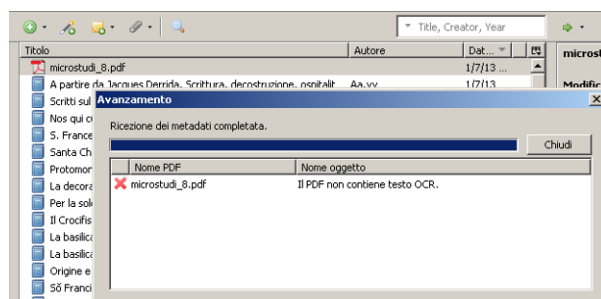 Title, Creator, Year
Titolo Autore Dat...
microstudi_8.pdf 1/7/13 ...
A partire da Jacques Derrida. Scrittura, decostruzione, ospitalit Aa.vv 1/7/13
Scritti sul
Nos qui c
S. France
Santa Ch
Protomor
La decora
Per la sol
Il Crocifis
La basilica
La basilica
Origine e
Sŏ Franci
microst
Modific
Avanzamento
Ricezione dei metadati completata.
Chiudi
Nome PDF Nome oggetto
microstudi_8.pdf Il PDF non contiene testo OCR.